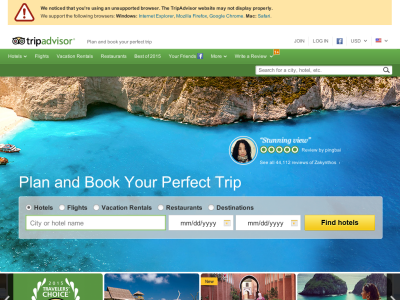 We noticed that you're using an unsupported browser. The TripAdvisor website may not display properly.
We support the following browsers: Windows: Internet Explorer, Mozilla Firefox, Google Chrome. Mac: Safari.
tripadvisor Plan and book your perfect trip JOIN LOG IN USD
Hotels Flights Vacation Rentals Restaurants Best of 2015 Your Friends More Write a Review
Search for a city, hotel, etc.
"Stunning view"
Review by pingbel
See all 44,112 reviews of Zakynthos
Plan and Book Your Perfect Trip
Hotels Flights Vacation Rentals Restaurants Destinations
City or hotel name mm/dd/yyyy mm/dd/yyyy Find hotels
New
2015
TRAVELERS'
CHOICE